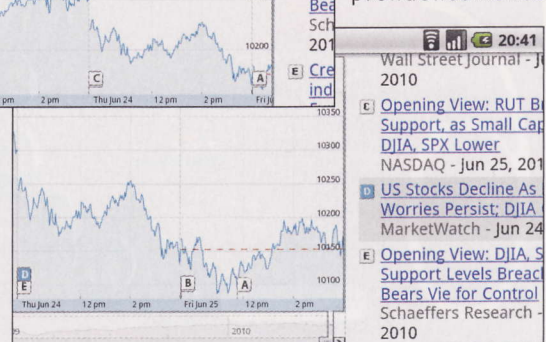 10200
C
A
pm 2 pm Thu Jun 24 12 pm 2 pm Fri
Bea
Sch
201
E Cre
ind
20:41
Wall Street Journal -
2010
E Opening View: RUT
Support, as Small Cap
DJIA, SPX Lower
NASDAQ - Jun 25, 201
D US Stocks Decline As
Worries Persist; DJIA
MarketWatch - Jun 24
E Opening View: DJIA, S
Support Levels Breac
Bears Vie for Control
Schaeffers Research -
2010
10350
10300
10250
10200
10150
10100
D
E
B
A
Thu Jun 24 12 pm 2 pm Fri Jun 25 12 pm 2 pm
2010